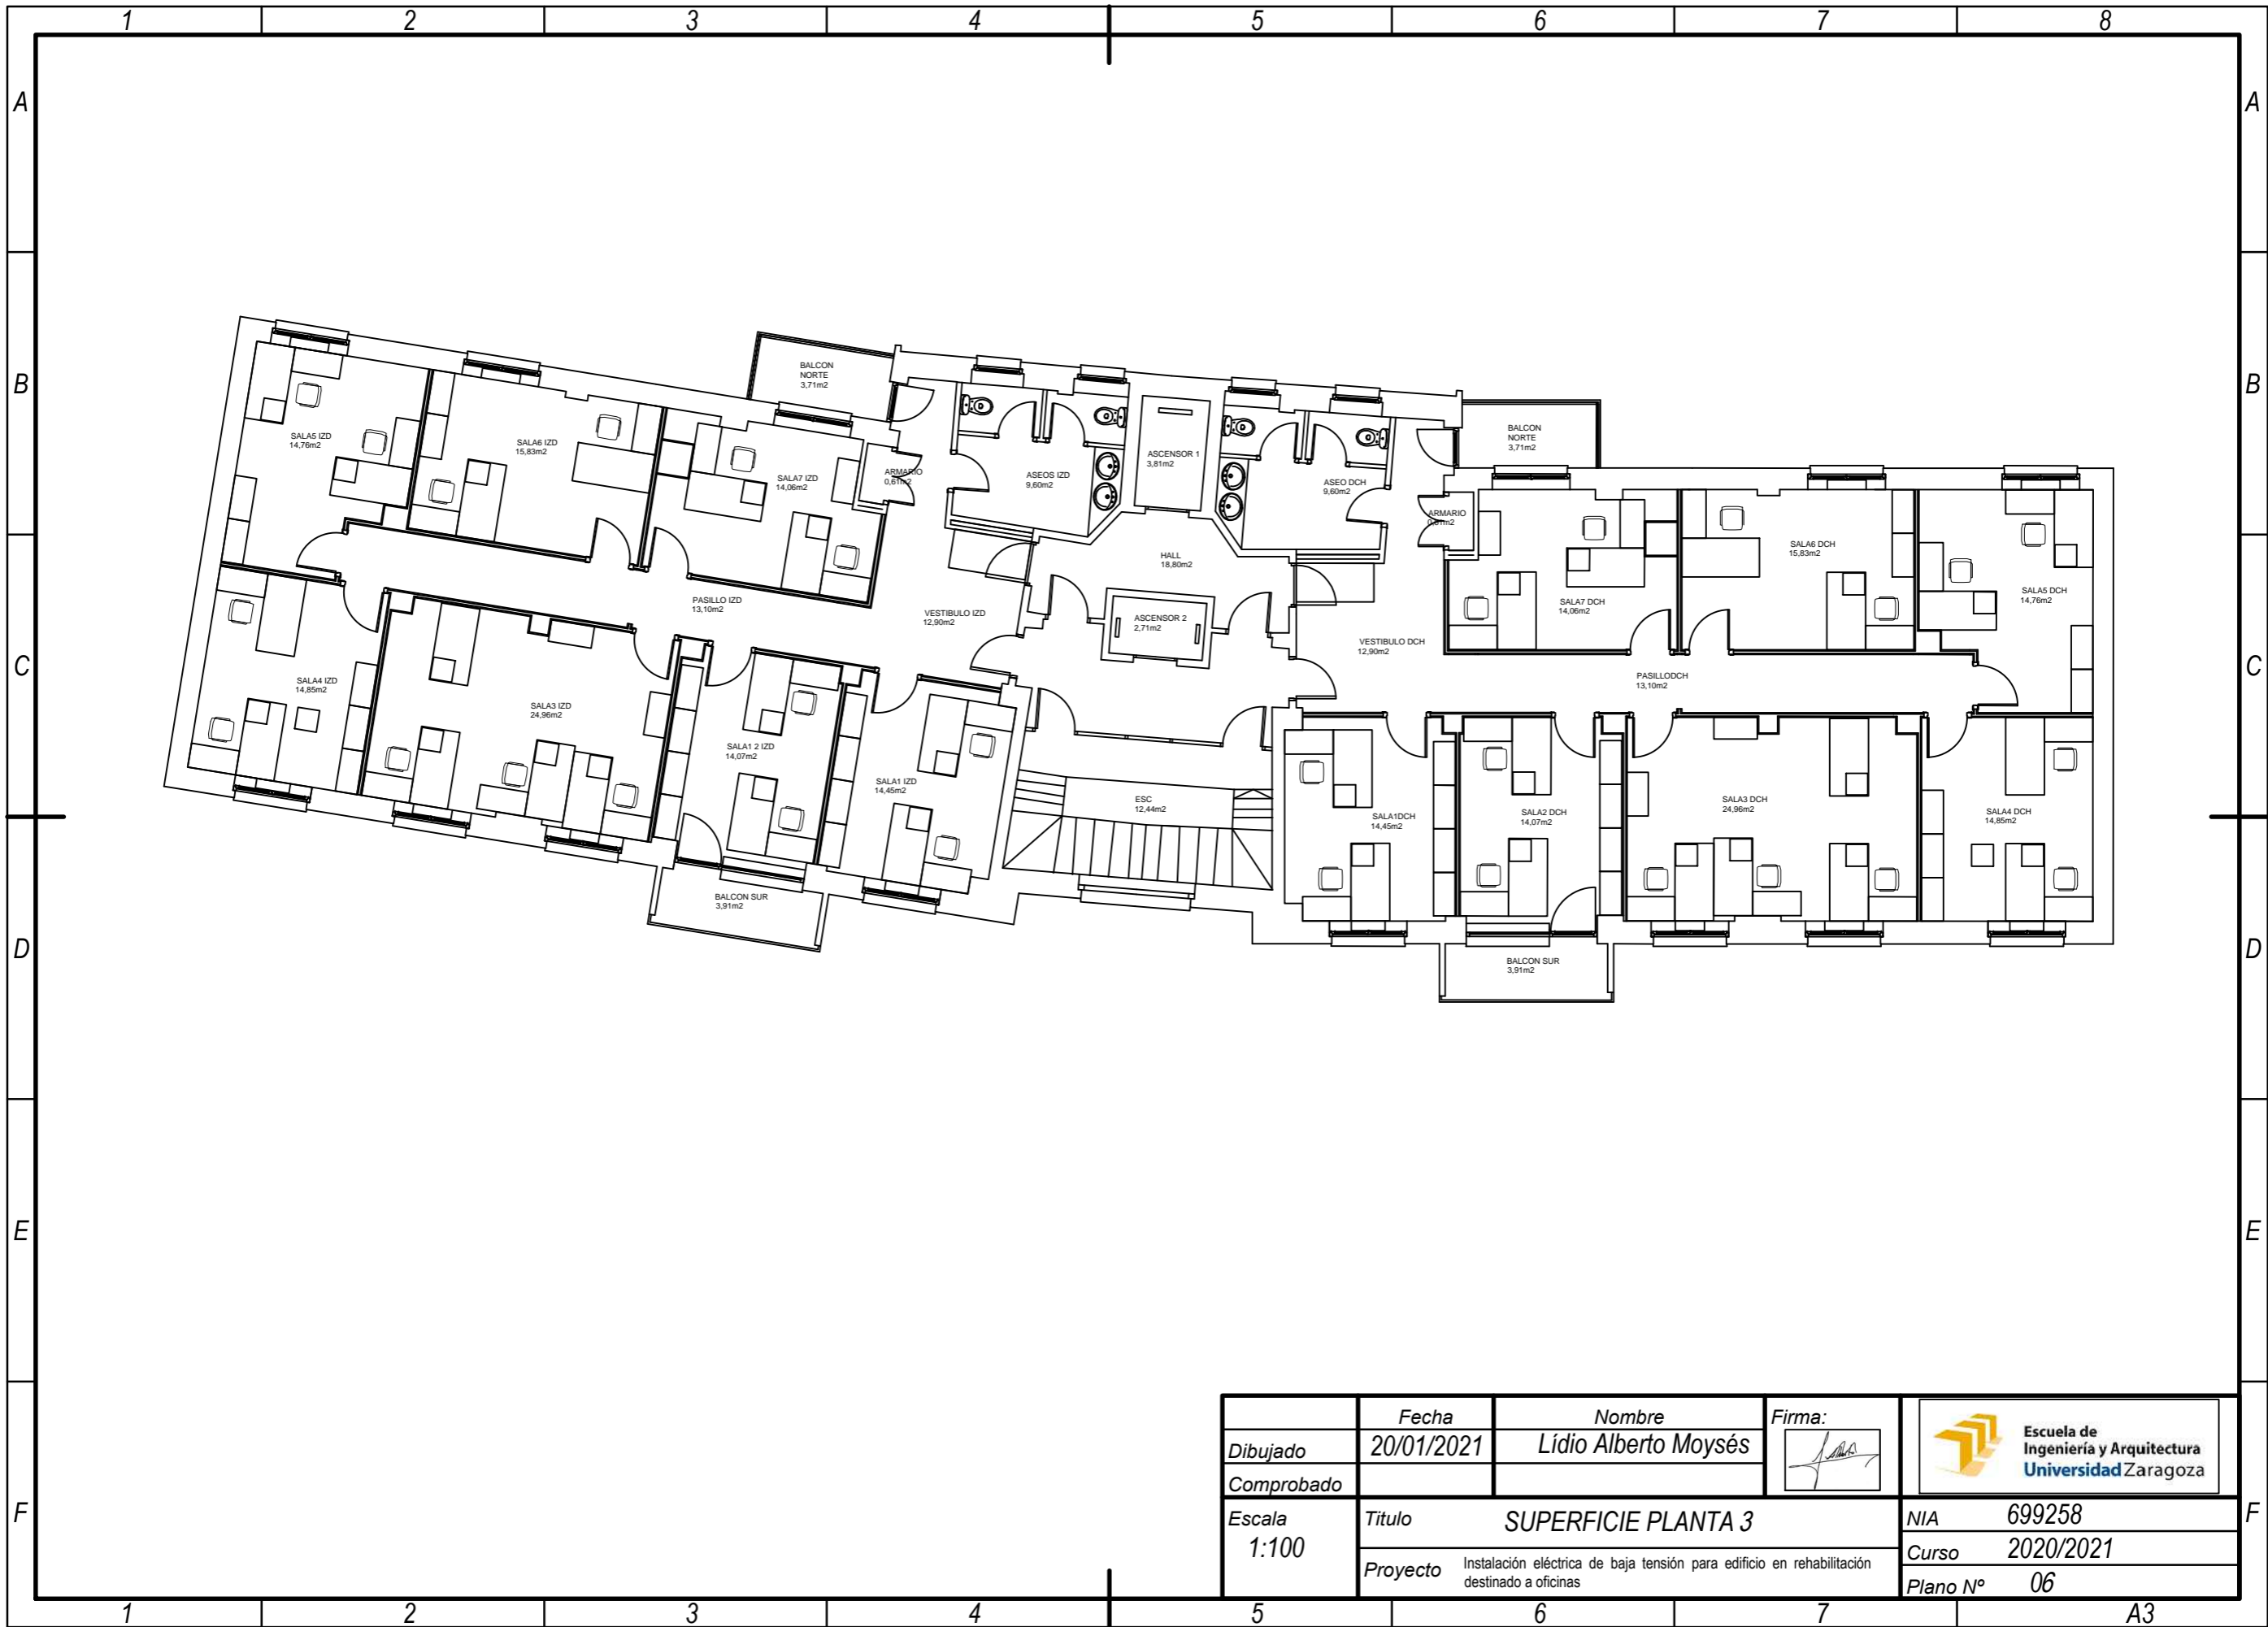 1 2 3 4 5 6 7 8
A A
B B
C C
D D
E E
F F
BALCON
NORTE
3,71m2
SALA5 IZD
14,76m2
SALA6 IZD
15,83m2
SALA7 IZD
14,06m2
ARMARIO
0,61m2
ASEOS IZD
9,60m2
ASCENSOR 1
3,81m2
ASEO DCH
9,60m2
BALCON
NORTE
3,71m2
ARMARIO
SALA6 DCH
15,83m2
HALL
18,80m2
SALA7 DCH
14,06m2
SALA5 DCH
14,76m2
PASILLO IZD
13,10m2
VESTIBULO IZD
12,90m2
ASCENSOR 2
2,71m2
VESTIBULO DCH
12,90m2
PASILLODCH
13,10m2
SALA4 IZD
14,85m2
SALA3 IZD
24,96m2
SALA1 2 IZD
14,07m2
SALA1 IZD
14,45m2
ESC
12,44m2
SALA1DCH
14,45m2
SALA2 DCH
14,07m2
SALA3 DCH
24,96m2
SALA4 DCH
14,85m2
BALCON SUR
3,91m2
BALCON SUR
3,91m2
Fecha Nombre Firma:
Dibujado 20/01/2021 Lídio Alberto Moysés
Comprobado
Escuela de
Ingeniería y Arquitectura
Universidad Zaragoza
Escala
1:100
Titulo SUPERFICIE PLANTA 3
Proyecto Instalación eléctrica de baja tensión para edificio en rehabilitación
destinado a oficinas
NIA 699258
Curso 2020/2021
Plano Nº 06
1 2 3 4 5 6 7 A3